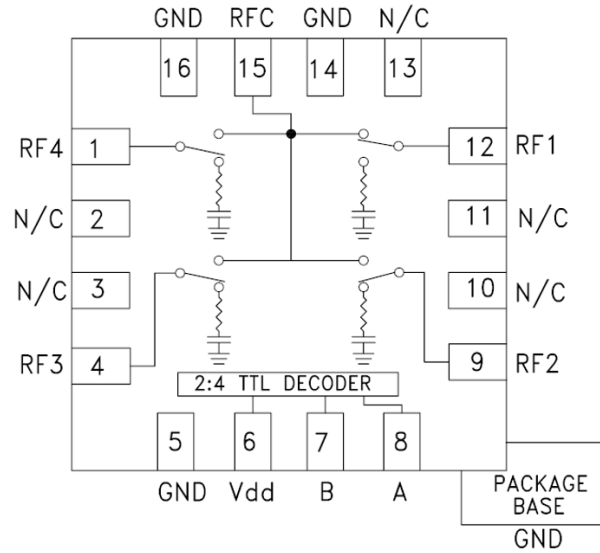 GND RFC GND N/C
16 15 14 13
RF4 1 12 RF1
N/C 2 11 N/C
N/C 3 10 N/C
RF3 4 9 RF2
2:4 TTL DECODER
5 6 7 8
GND Vdd B A
PACKAGE
BASE
GND